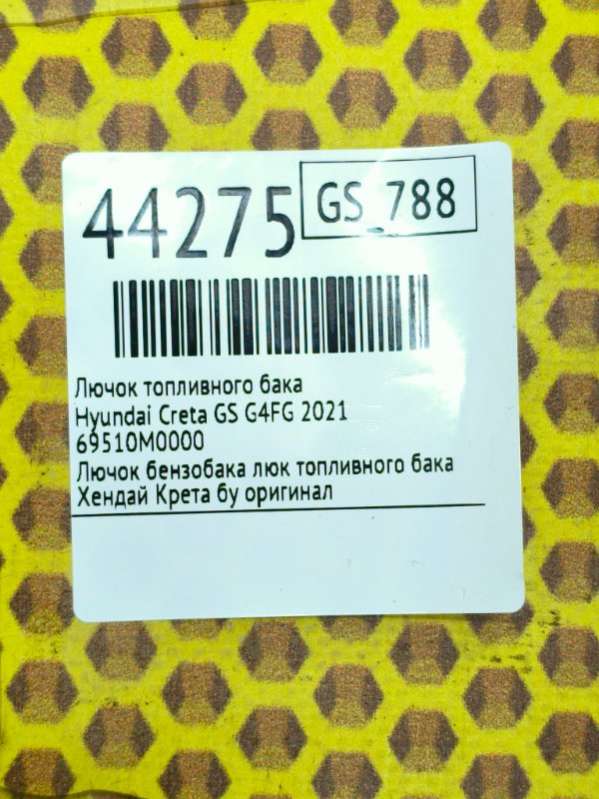 44275
GS_788
Лючок топливного бака
Hyundai Creta GS G4FG 2021
69510M0000
Лючок бензобака люк топливного бака
Хендай Крета бу оригинал